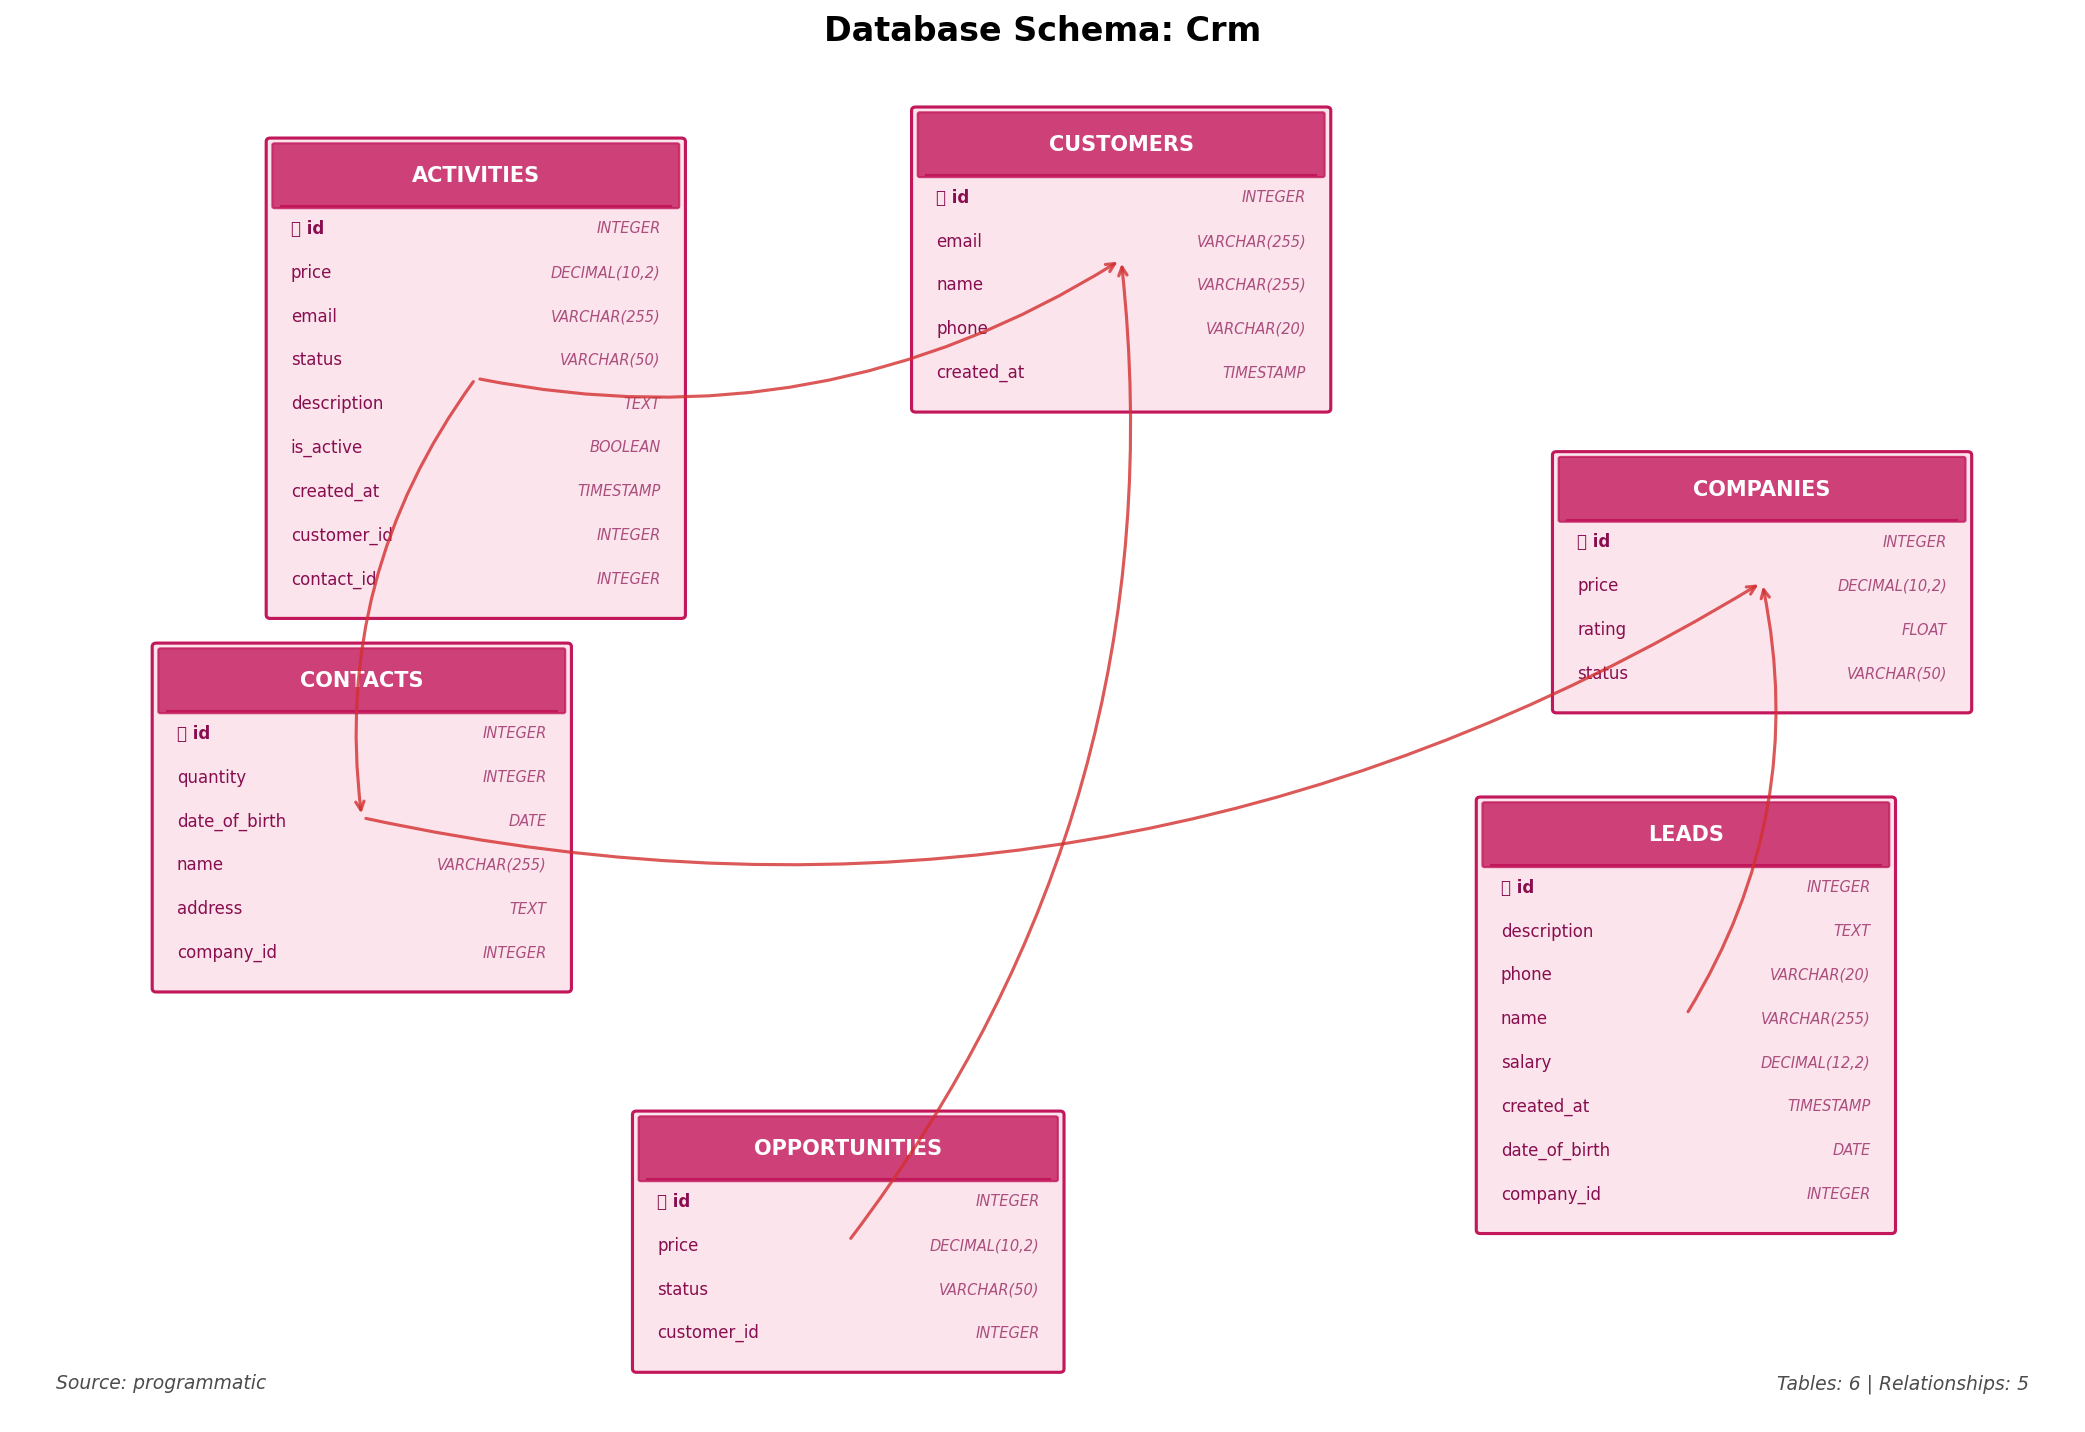 Database Schema: Crm
ACTIVITIES
id INTEGER
price DECIMAL(10,2)
email VARCHAR(255)
status VARCHAR(50)
description TEXT
is_active BOOLEAN
created_at TIMESTAMP
customer_id INTEGER
contact_id INTEGER
CUSTOMERS
id INTEGER
email VARCHAR(255)
name VARCHAR(255)
phone VARCHAR(20)
created_at TIMESTAMP
COMPANIES
id INTEGER
price DECIMAL(10,2)
rating FLOAT
status VARCHAR(50)
CONTACTS
id INTEGER
quantity INTEGER
date_of_birth DATE
name VARCHAR(255)
address TEXT
company_id INTEGER
LEADS
id INTEGER
description TEXT
phone VARCHAR(20)
name VARCHAR(255)
salary DECIMAL(12,2)
created_at TIMESTAMP
date_of_birth DATE
company_id INTEGER
OPPORTUNITIES
id INTEGER
price DECIMAL(10,2)
status VARCHAR(50)
customer_id INTEGER
Source: programmatic
Tables: 6 | Relationships: 5